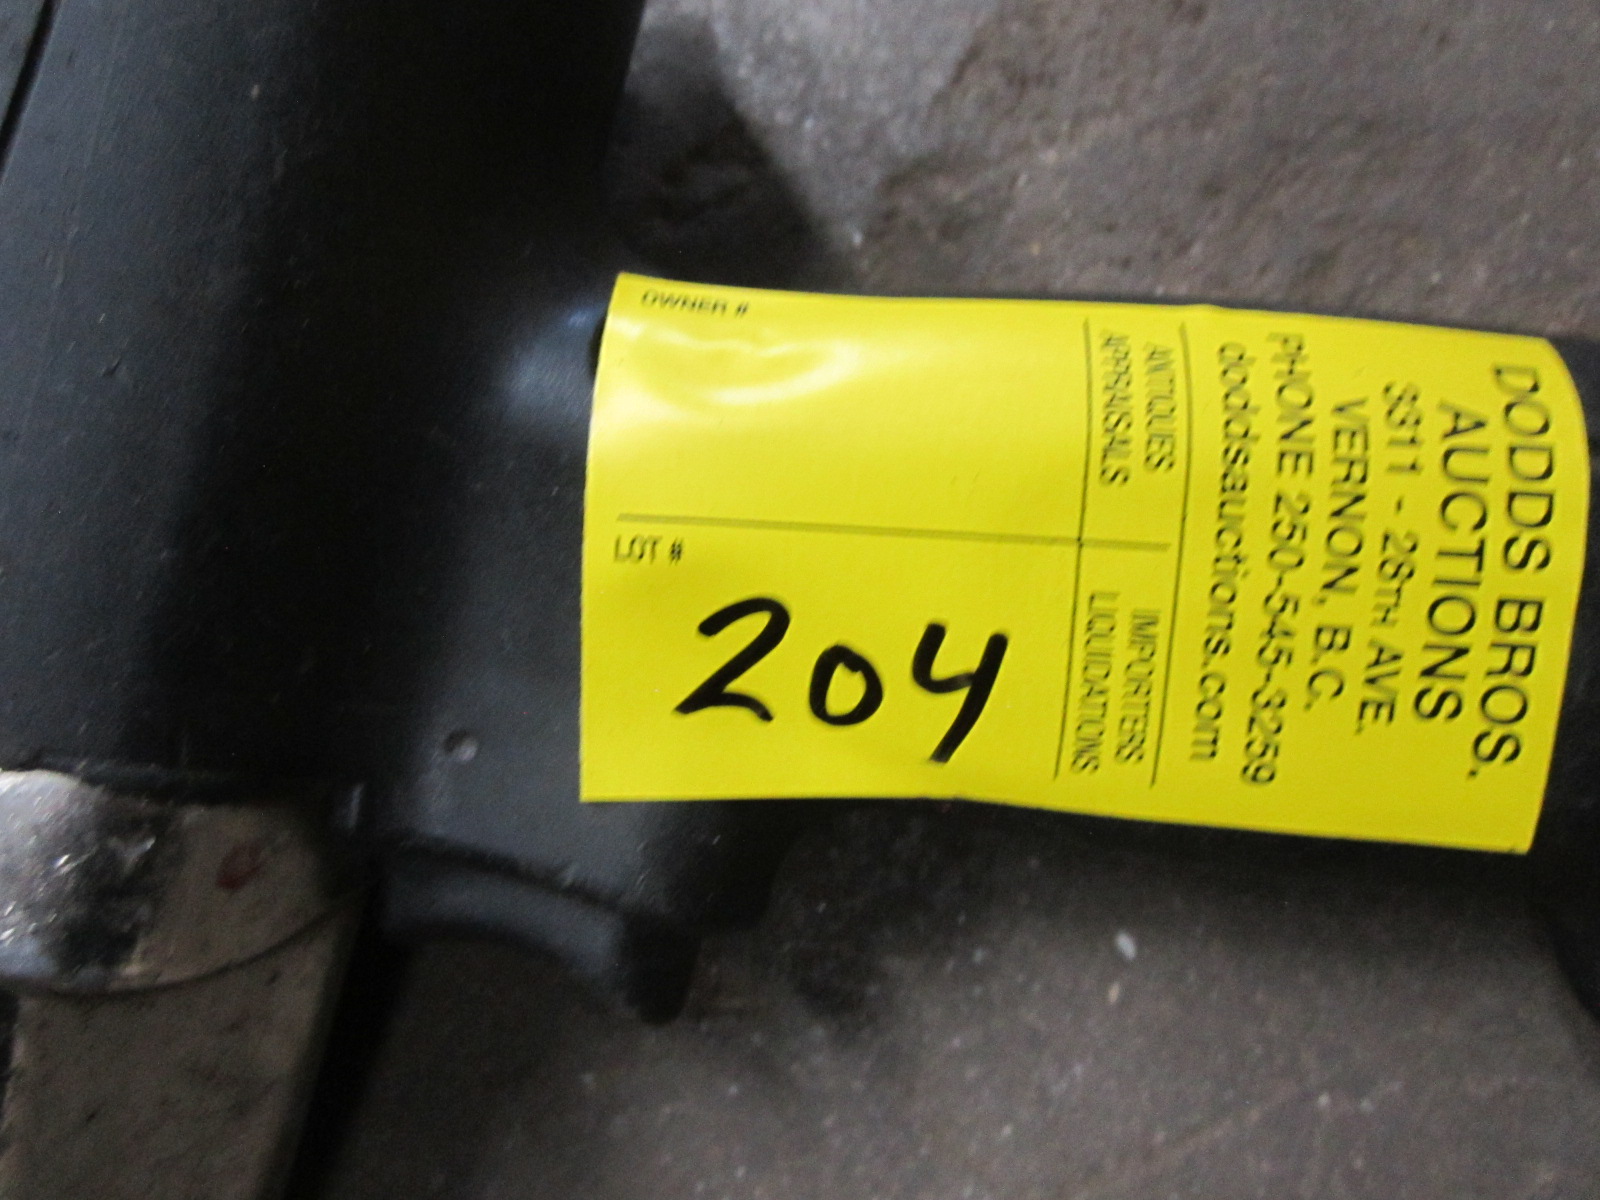 DODDS BROS.
AUCTIONS
3311 - 28TH AVE.
VERNON, B.C.
PHONE 250-545-3259
doddsauctions.com
ANTIQUES IMPORTERS
APPRAISALS LIQUIDATIONS
OWNER #
LOT #
204